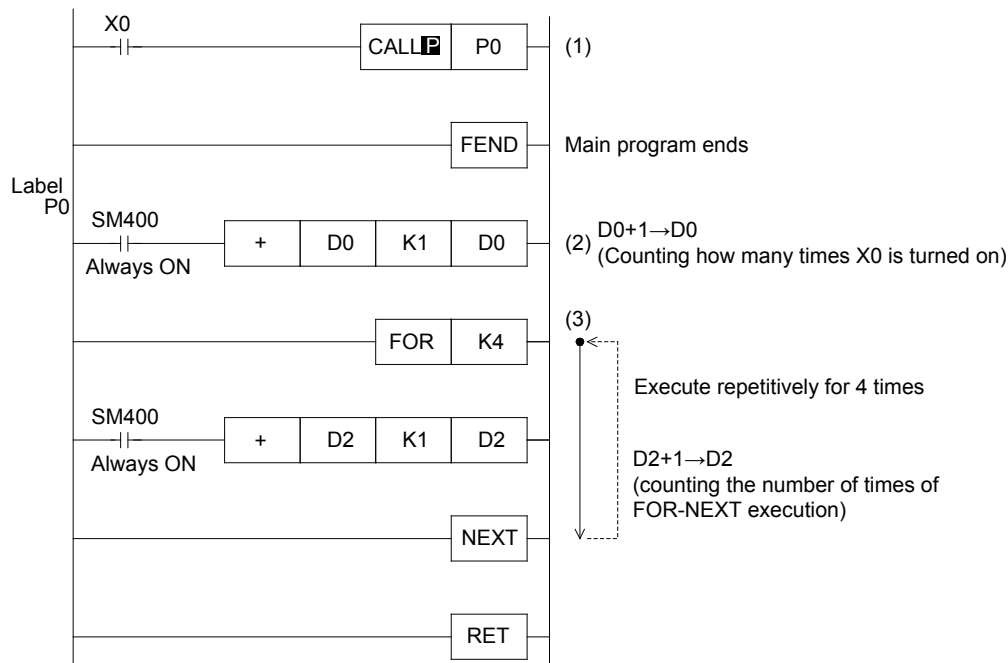 X0
CALLP P0 (1)
FEND Main program ends
Label
P0
SM400
+ D0 K1 D0 (2) D0+1→D0
Always ON (Counting how many times X0 is turned on)
(3)
FOR K4
Execute repetitively for 4 times
SM400
+ D2 K1 D2
Always ON
D2+1→D2
(counting the number of times of
FOR-NEXT execution)
NEXT
RET